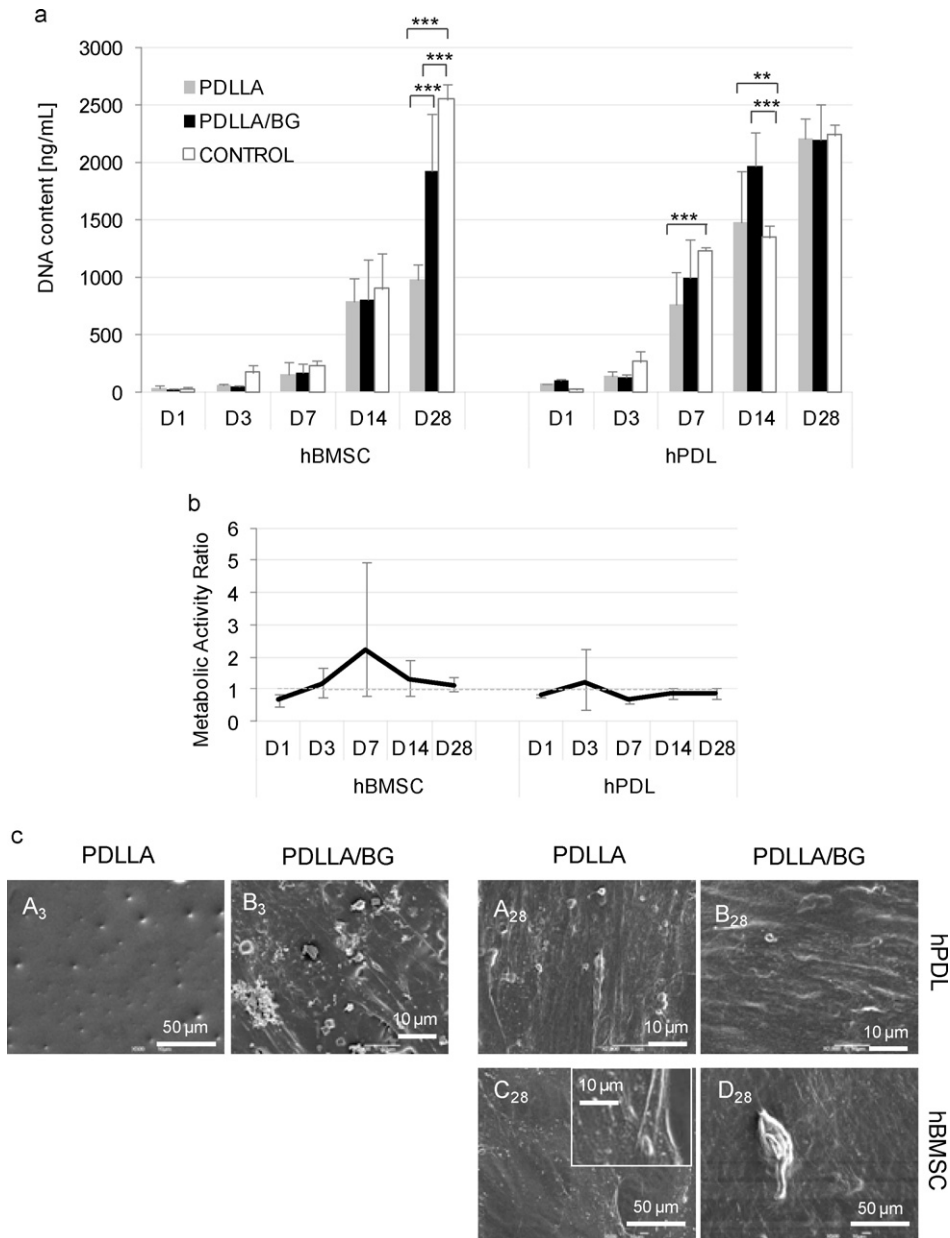 a
***
***
***
**
***
***
3000
2500
2000
1500
1000
500
0
DNA content [ng/mL]
PDLLA
PDLLA/BG
CONTROL
D1 D3 D7 D14 D28 D1 D3 D7 D14 D28
hBMSC hPDL
b
6
5
4
3
2
1
0
Metabolic Activity Ratio
D1 D3 D7 D14 D28 D1 D3 D7 D14 D28
hBMSC hPDL
c
PDLLA PDLLA/BG PDLLA PDLLA/BG
A3 B3 A28 B28
50 µm 10 µm 10 µm 10 µm
hPDL
C28 10 µm D28
50 µm 50 µm
hBMSC